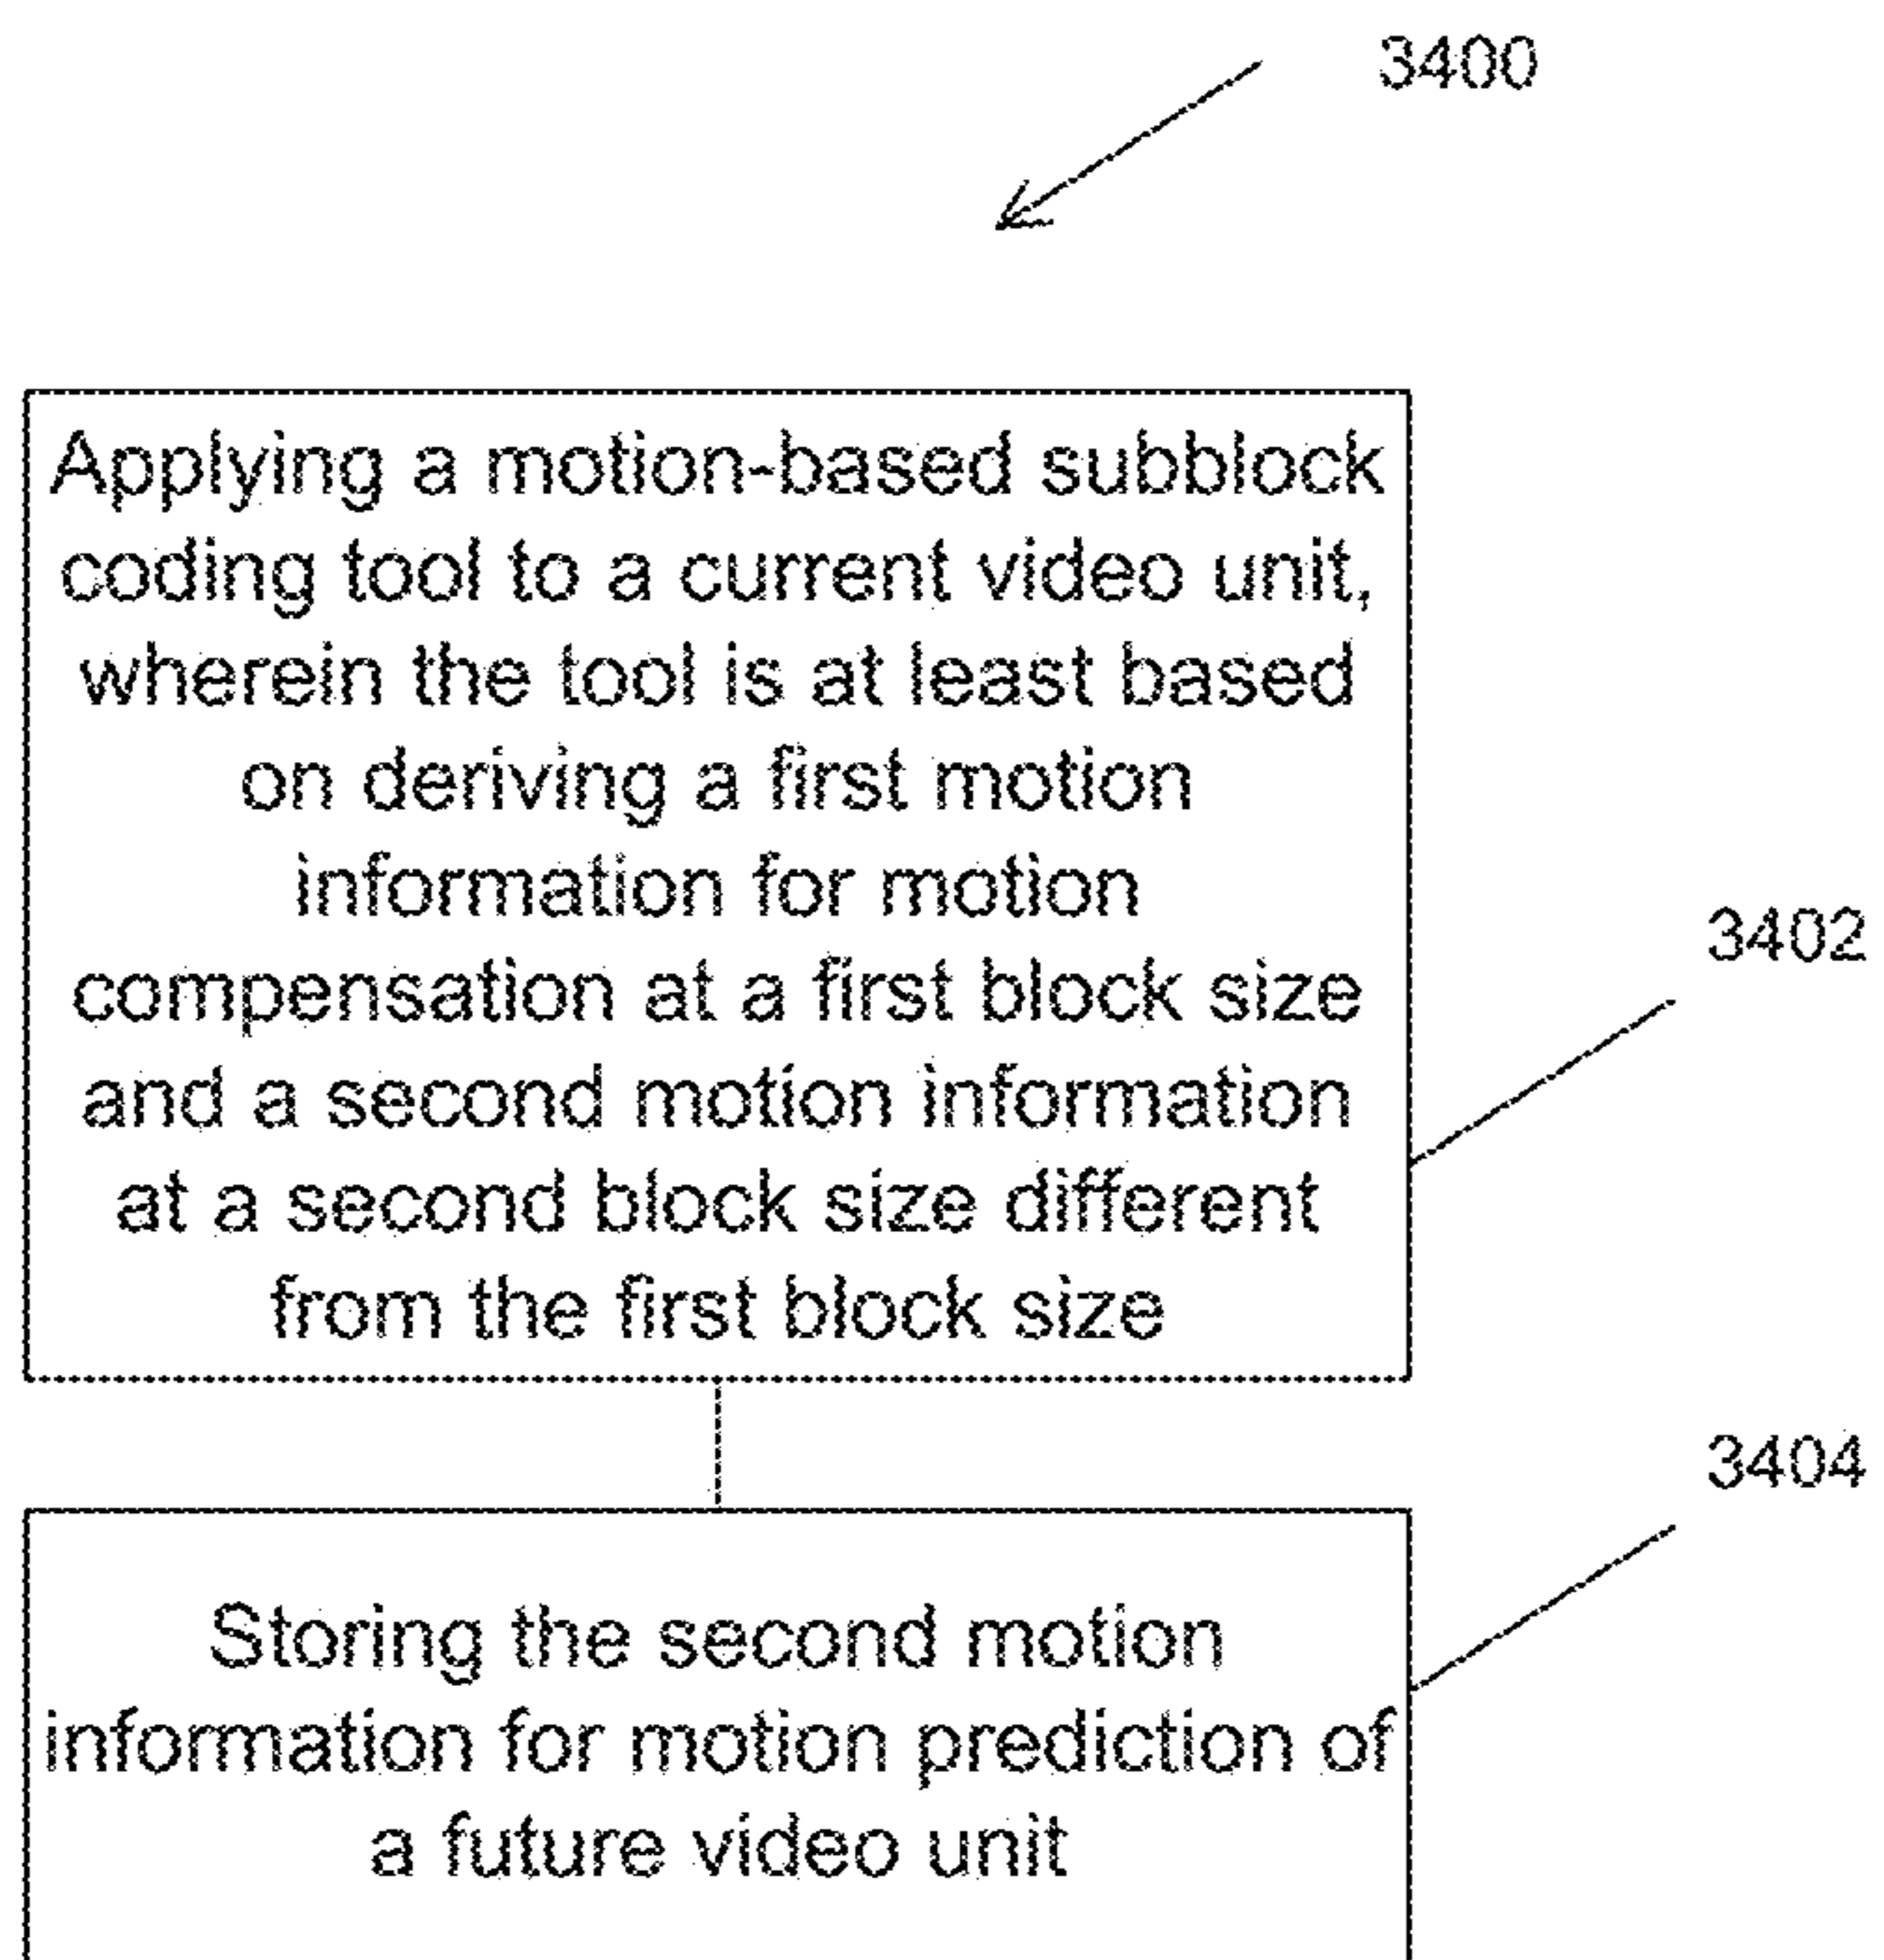 3400
Applying a motion-based subblock
coding tool to a current video unit,
wherein the tool is at least based
on deriving a first motion
information for motion
compensation at a first block size
and a second motion information
at a second block size different
from the first block size
3402
3404
Storing the second motion
information for motion prediction of
a future video unit